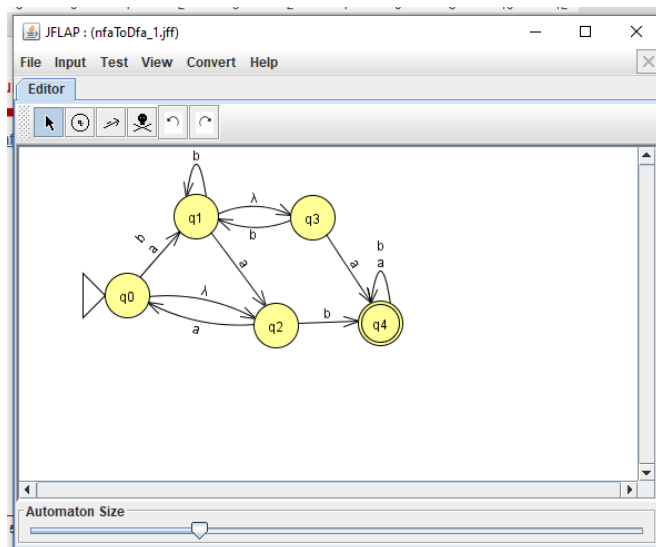 JFLAP : (nfaToDfa_1.jff)
File Input Test View Convert Help
Editor
b
q1
λ
q3
b
b
a
a
a
b
a
q0
λ
a
q2
b
q4
Automaton Size